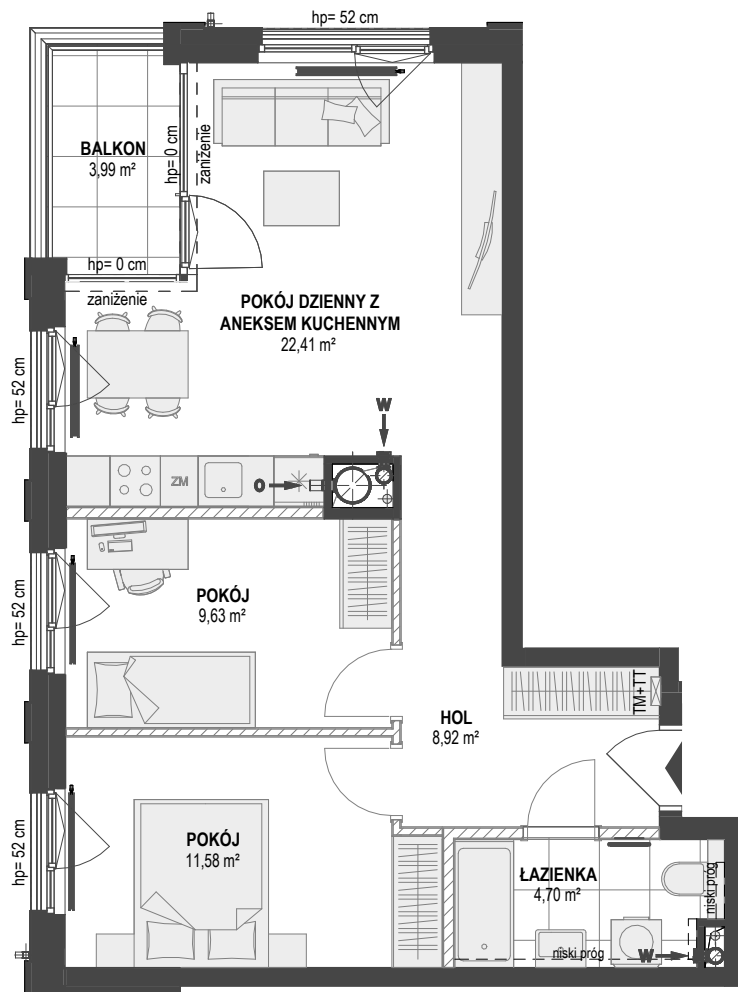 hp= 52 cm
BALKON
3,99 m²
hp= 0 cm
zaniżenie
hp= 0 cm
zaniżenie
POKÓJ DZIENNY Z
ANEKSEM KUCHENNYM
22,41 m²
hp= 52 cm
W
ZM
O
POKÓJ
9,63 m²
hp= 52 cm
TM+TT
HOL
8,92 m²
POKÓJ
11,58 m²
hp= 52 cm
ŁAZIENKA
4,70 m²
niski próg
niski próg
W